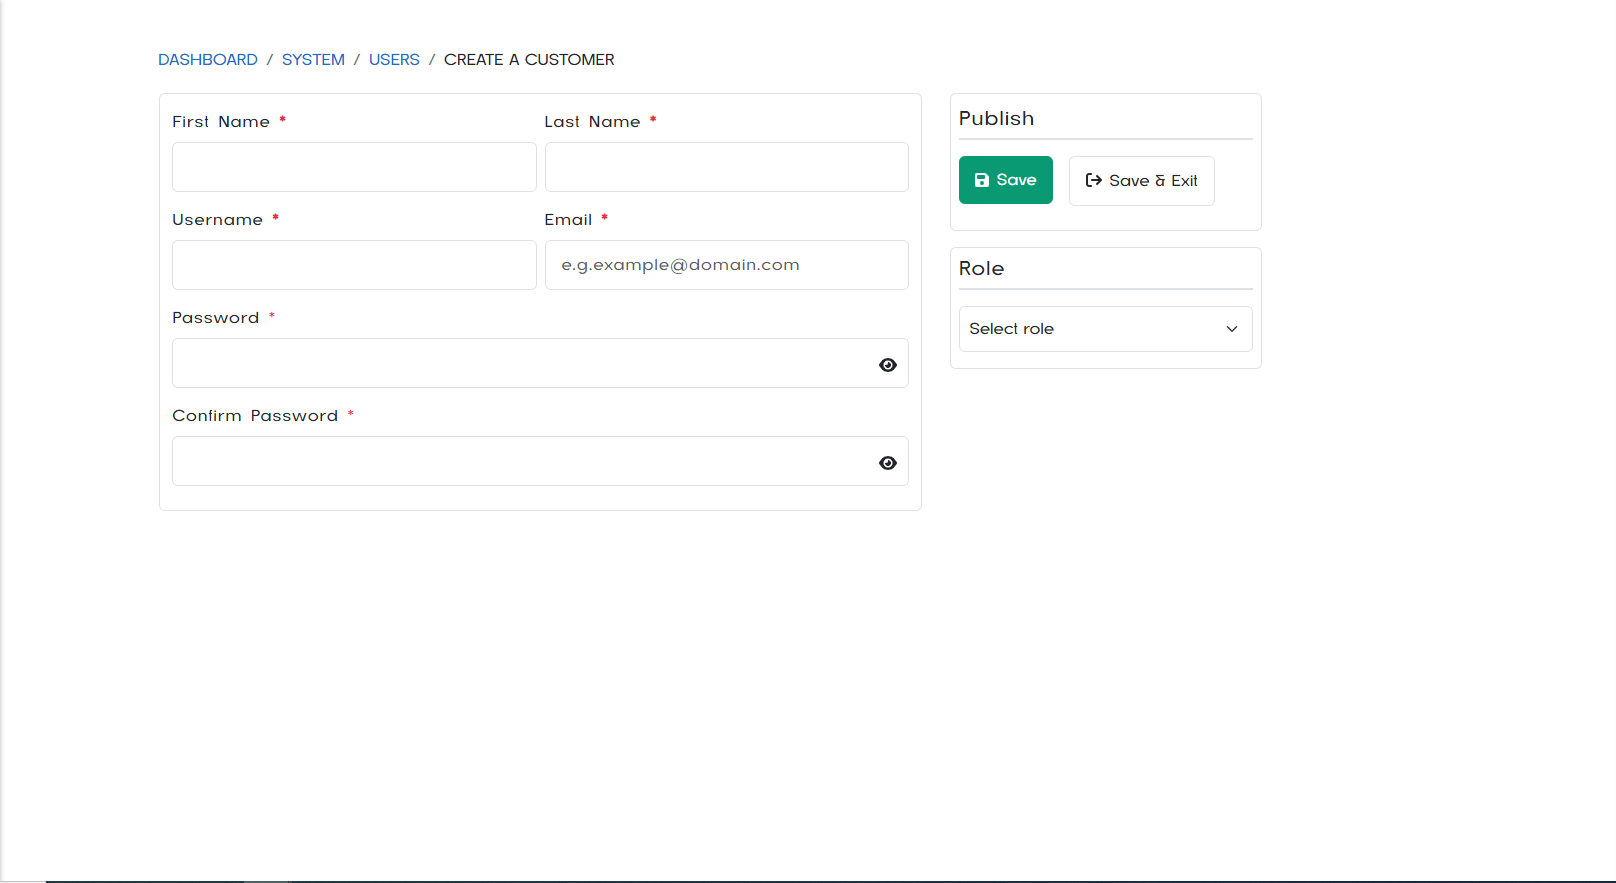 DASHBOARD / SYSTEM / USERS / CREATE A CUSTOMER
First Name *
Last Name *
Username *
Email *
e.g.example@domain.com
Password *
Confirm Password *
Publish
Save
Save & Exit
Role
Select role